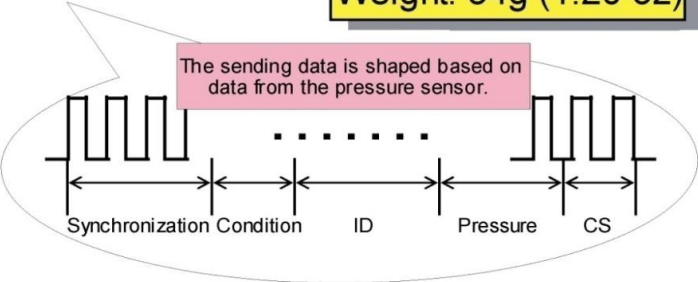 The sending data is shaped based on
data from the pressure sensor.
Synchronization Condition ID Pressure CS